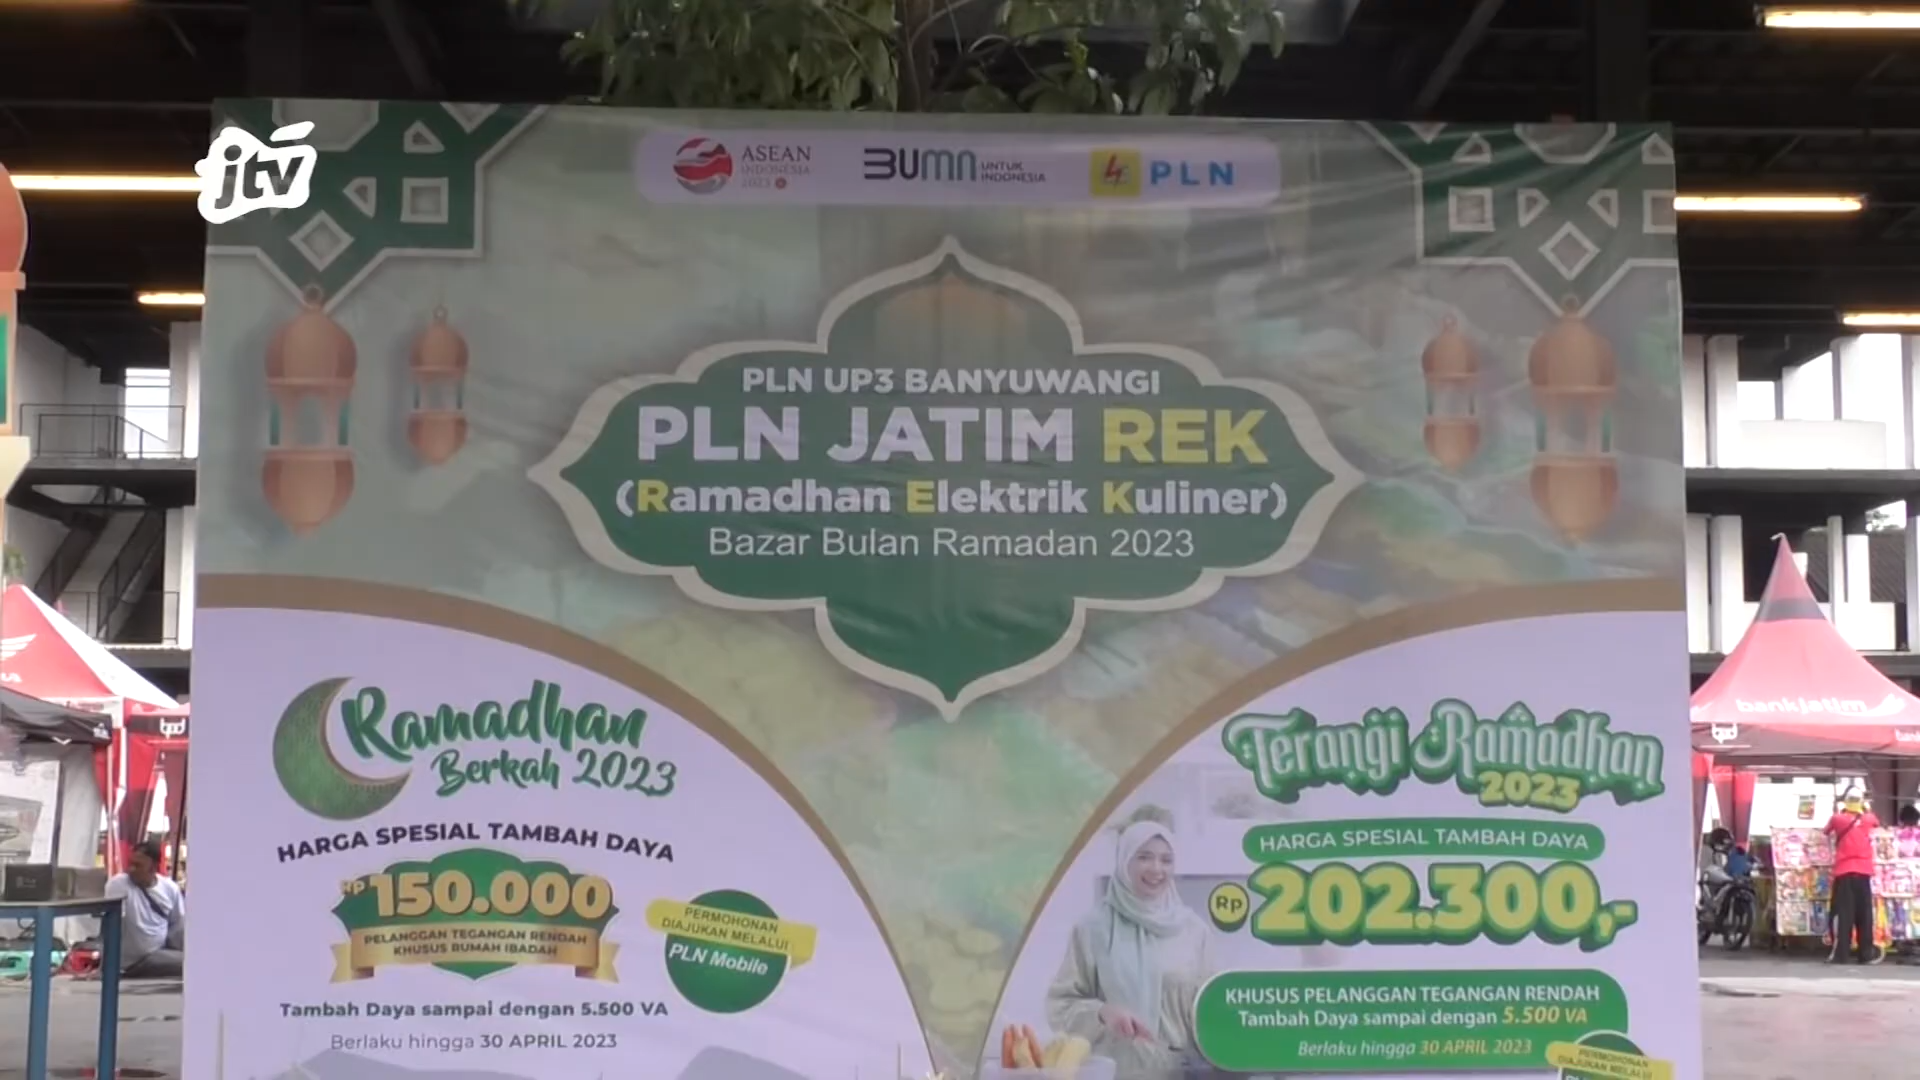 jtv
ASEAN
INDONESIA
2023
BUMN UNTUK
INDONESIA
PLN
PLN UP3 BANYUWANGI
PLN JATIM REK
(Ramadhan Elektrik Kuliner)
Bazar Bulan Ramadan 2023
Ramadhan
Berkah 2023
HARGA SPESIAL TAMBAH DAYA
RP 150.000
PELANGGAN TEGANGAN RENDAH
KHUSUS RUMAH IBADAH
PERMOHONAN
DIAJUKAN MELALUI
PLN Mobile
Tambah Daya sampai dengan 5.500 VA
Berlaku hingga 30 APRIL 2023
Terangi Ramadhan
2023
HARGA SPESIAL TAMBAH DAYA
Rp 202.300,-
KHUSUS PELANGGAN TEGANGAN RENDAH
Tambah Daya sampai dengan 5.500 VA
Berlaku hingga 30 APRIL 2023
PERMOHONAN
DIAJUKAN MELALUI
bankjatim